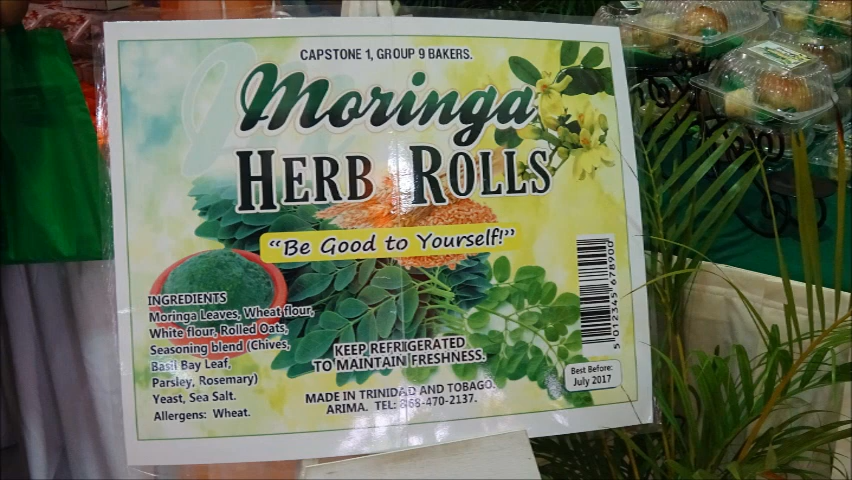 CAPSTONE 1, GROUP 9 BAKERS.
Moringa
HERB ROLLS
"Be Good to Yourself!"
INGREDIENTS
Moringa Leaves, Wheat flour,
White flour, Rolled Oats,
Seasoning blend (Chives,
Basil Bay Leaf,
Parsley, Rosemary)
Yeast, Sea Salt.
Allergens: Wheat.
KEEP REFRIGERATED
TO MAINTAIN FRESHNESS.
MADE IN TRINIDAD AND TOBAGO.
ARIMA. TEL: 868-470-2137.
5 012345 678900
Best Before:
July 2017